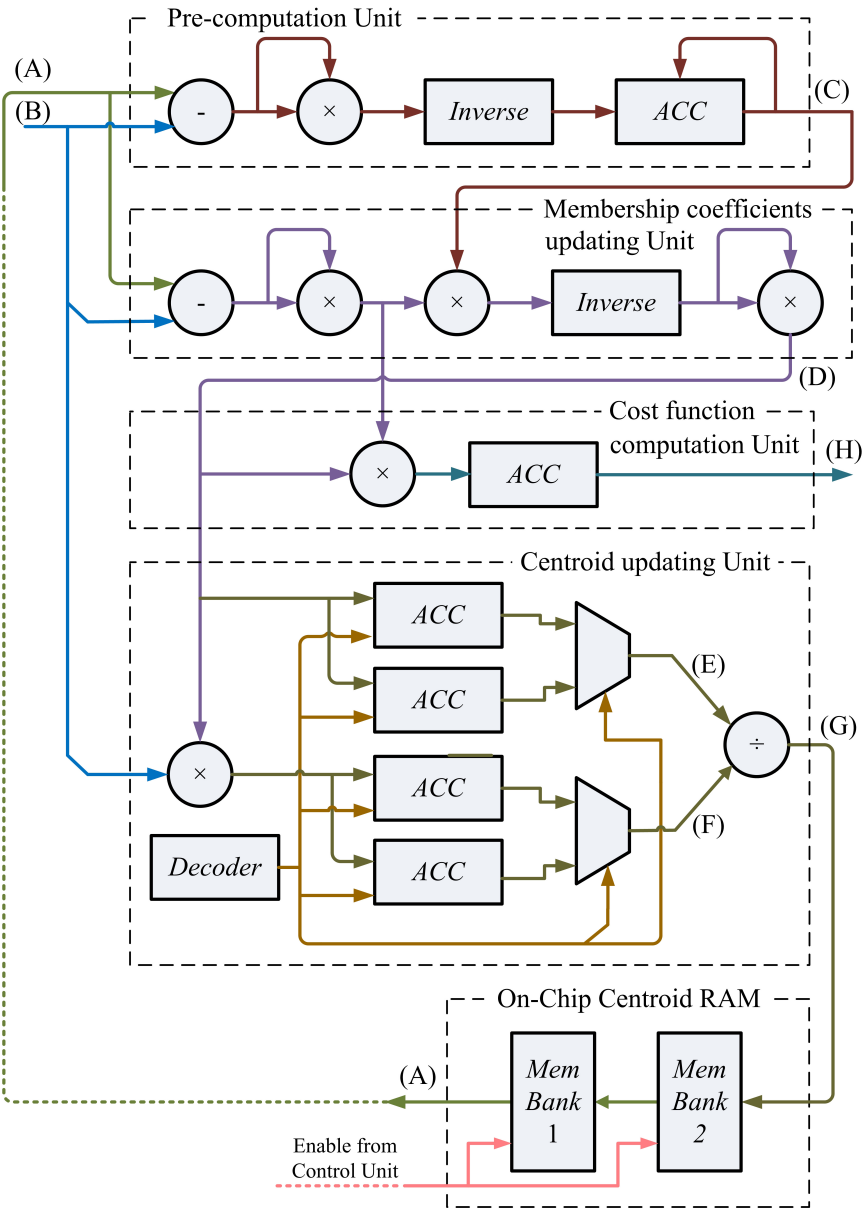 Pre-computation Unit
(A)
(B)
-
×
Inverse
ACC
(C)
Membership coefficients
updating Unit
-
×
×
Inverse
×
(D)
Cost function
computation Unit
(H)
×
ACC
Centroid updating Unit
ACC
(E)
ACC
(G)
÷
×
ACC
(F)
Decoder
ACC
On-Chip Centroid RAM
(A)
Mem
Bank
1
Mem
Bank
2
Enable from
Control Unit